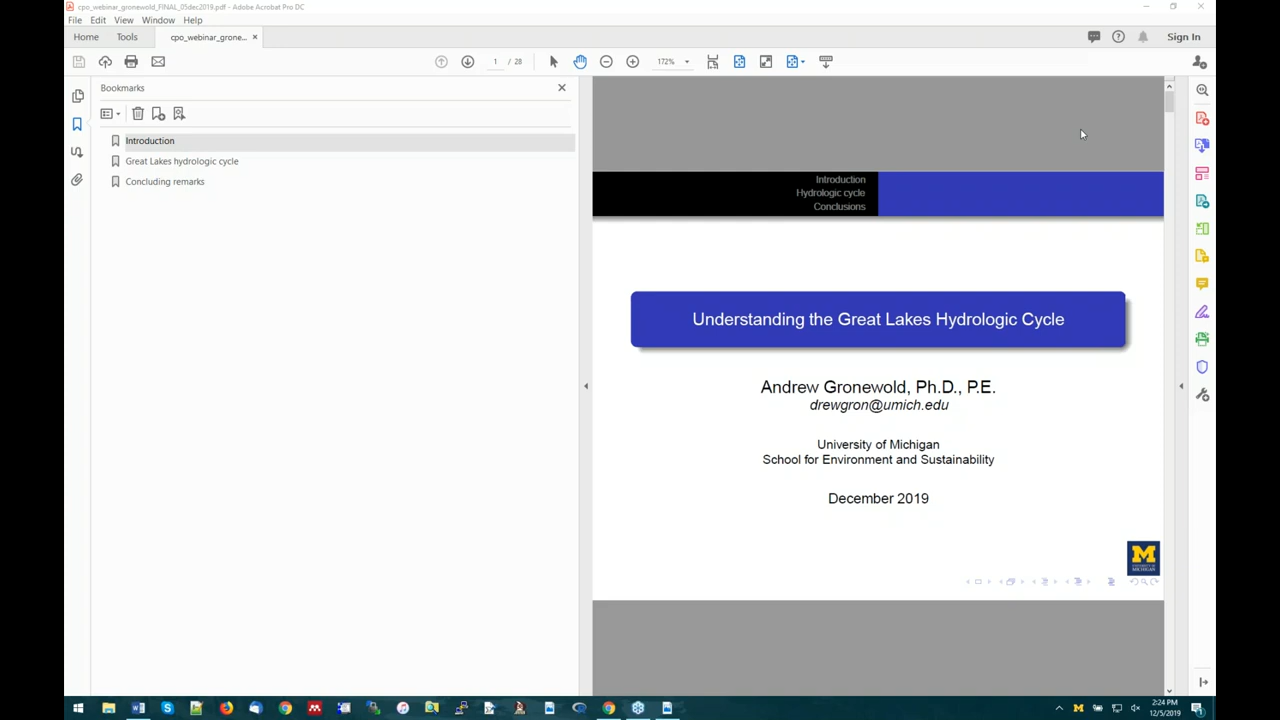 cpo_webinar_gronewold_FINAL_05dec2019.pdf - Adobe Acrobat Pro DC
File Edit View Window Help
Home Tools cpo_webinar_grone... × Sign In
1 / 28 172%
Bookmarks
Introduction
Great Lakes hydrologic cycle
Concluding remarks
Introduction
Hydrologic cycle
Conclusions
Understanding the Great Lakes Hydrologic Cycle
Andrew Gronewold, Ph.D., P.E.
drewgron@umich.edu
University of Michigan
School for Environment and Sustainability
December 2019
M
UNIVERSITY OF
MICHIGAN
2:24 PM
12/5/2019